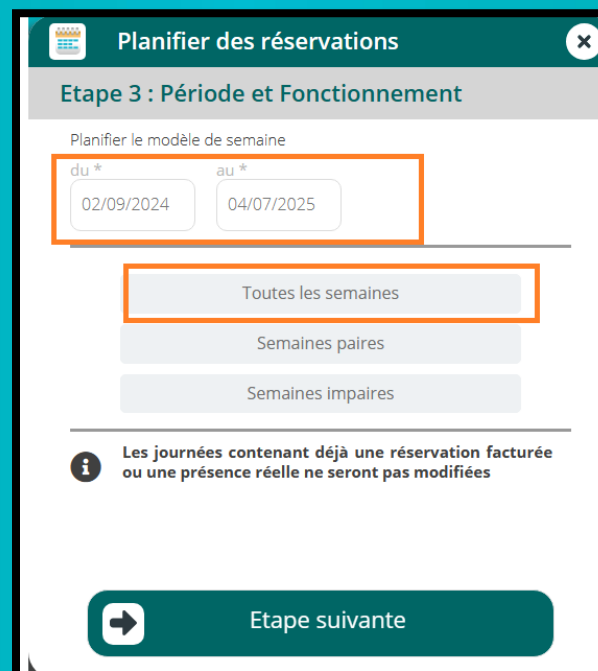 Planifier des réservations
Etape 3 : Période et Fonctionnement
Planifier le modèle de semaine
du * au *
02/09/2024 04/07/2025
Toutes les semaines
Semaines paires
Semaines impaires
Les journées contenant déjà une réservation facturée
ou une présence réelle ne seront pas modifiées
Etape suivante